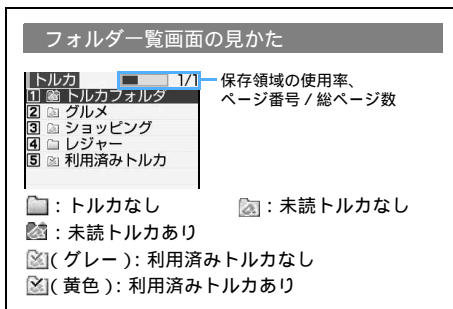 フォルダ一覧画面の見かた
トルカ 1/1
保存領域の使用率、
ページ番号 / 総ページ数
1 トルカフォルダ
2 グルメ
3 ショッピング
4 レジャー
5 利用済みトルカ
：トルカなし ：未読トルカなし
：未読トルカあり
( グレー )：利用済みトルカなし
( 黄色 )：利用済みトルカあり